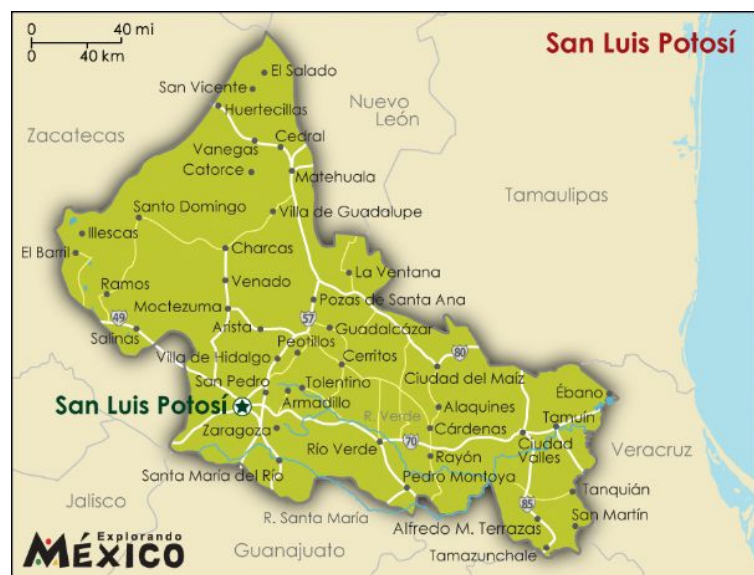 0 40 mi
0 40 km
San Luis Potosí
El Salado
San Vicente
Huertecillas
Nuevo
León
Zacatecas
Cedral
Vanegas
Catorce
Matehuala
Tamaulipas
Santo Domingo
Villa de Guadalupe
Illescas
El Barril
Charcas
La Ventana
Ramos
Venado
Pozas de Santa Ana
Moctezuma
49
57
Salinas
Arista
Guadalcázar
Peotillos
80
Villa de Hidalgo
Cerritos
Ciudad del Maíz
San Pedro
Tolentino
Ébano
San Luis Potosí
Armadillo
R. Verde
Alaquines
Tamuín
Zaragoza
Cárdenas
Río Verde
70
Ciudad
Valles
Veracruz
Rayón
Santa María del Río
Pedro Montoya
Tanquián
Jalisco
85
R. Santa María
Alfredo M. Terrazas
San Martín
Explorando
MÉXICO
Guanajuato
Tamazunchale